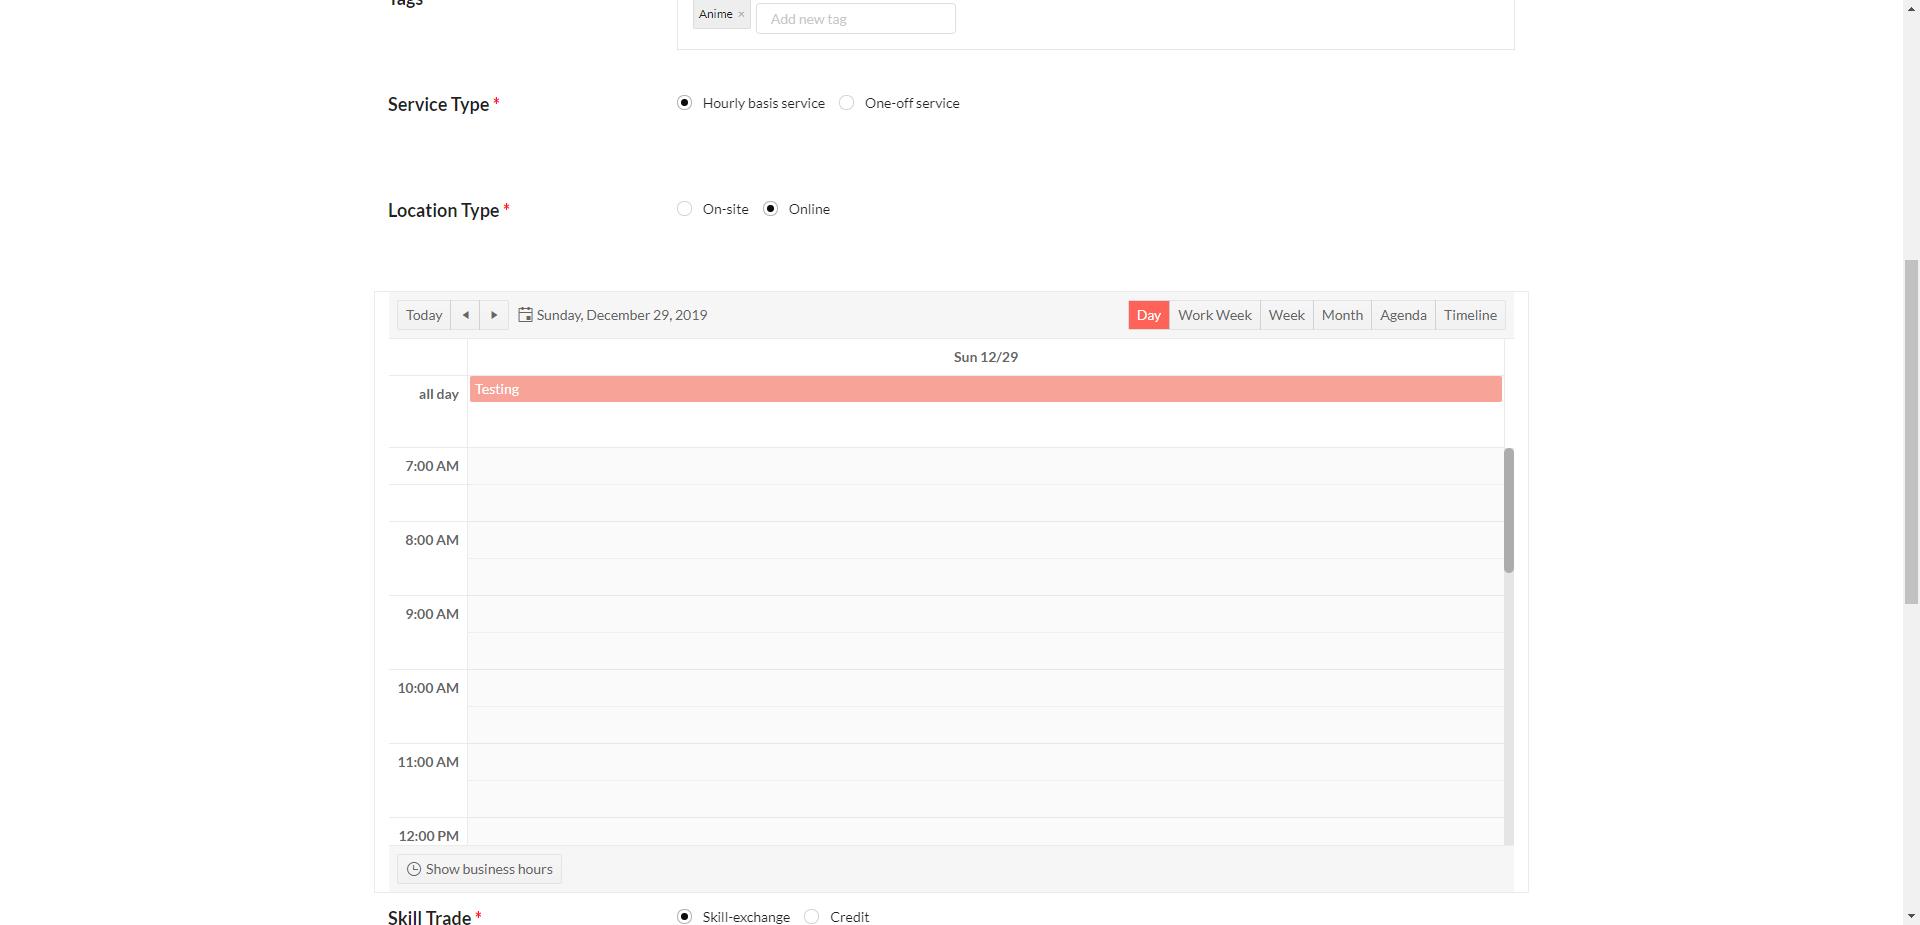 Tags
Anime × Add new tag
Service Type * Hourly basis service One-off service
Location Type * On-site Online
Today Sunday, December 29, 2019 Day Work Week Week Month Agenda Timeline
Sun 12/29
all day Testing
7:00 AM
8:00 AM
9:00 AM
10:00 AM
11:00 AM
12:00 PM
Show business hours
Skill Trade * Skill-exchange Credit